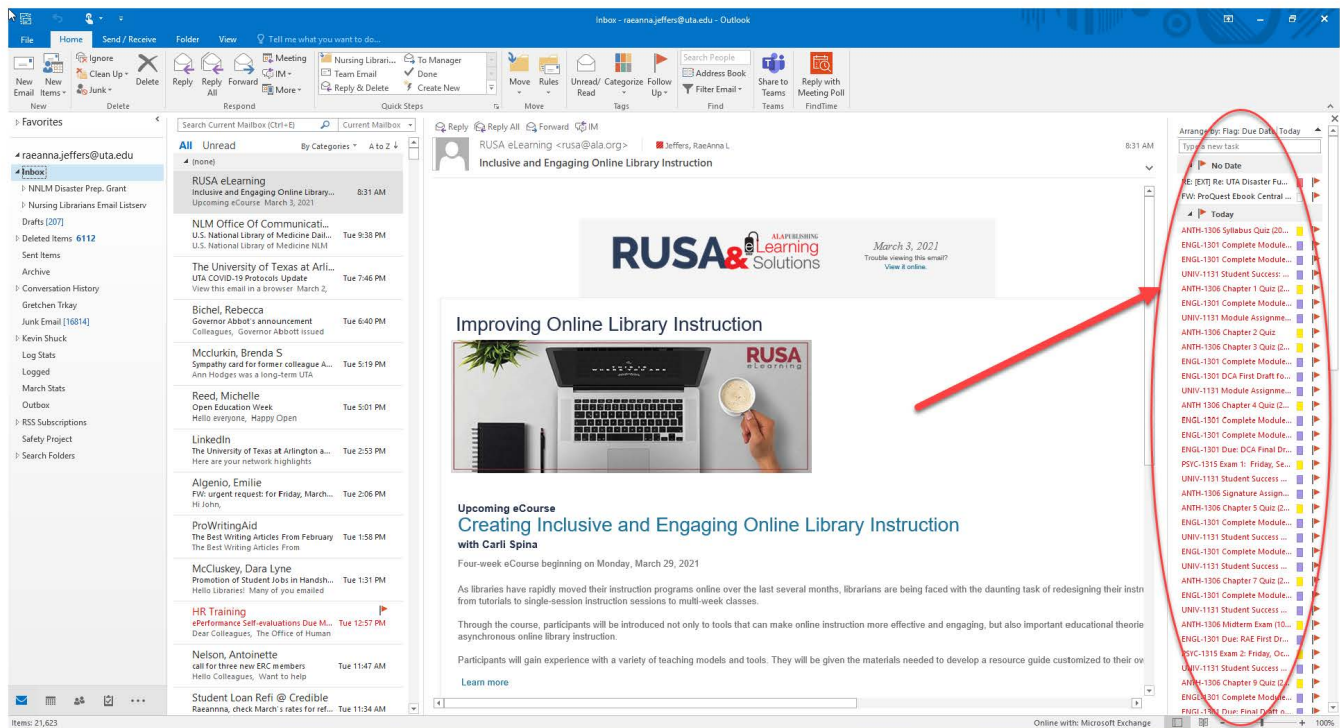 Inbox - raeanna.jeffers@uta.edu - Outlook
File Home Send / Receive Folder View Tell me what you want to do...
New Email
New Items
Ignore
Clean Up
Junk
Delete
Reply
Reply All
Forward
Meeting
IM
More
Nursing Librari...
Team Email
Reply & Delete
To Manager
Done
Create New
Move
Rules
Unread/ Read
Categorize
Follow Up
Search People
Address Book
Filter Email
Share to Teams
Reply with Meeting Poll
New Delete Respond Quick Steps Move Tags Find Teams FindTime
Favorites
raeanna.jeffers@uta.edu
Inbox
NNLM Disaster Prep. Grant
Nursing Librarians Email Listserv
Drafts [207]
Deleted Items 6112
Sent Items
Archive
Conversation History
Gretchen Trkay
Junk Email [16814]
Kevin Shuck
Log Stats
Logged
March Stats
Outbox
RSS Subscriptions
Safety Project
Search Folders
Search Current Mailbox (Ctrl+E) Current Mailbox
All Unread By Categories A to Z
(none)
RUSA eLearning
Inclusive and Engaging Online Library... 8:31 AM
Upcoming eCourse March 3, 2021
NLM Office Of Communicati...
U.S. National Library of Medicine Dail... Tue 9:38 PM
U.S. National Library of Medicine NLM
The University of Texas at Arli...
UTA COVID-19 Protocols Update Tue 7:46 PM
View this email in a browser March 2,
Bichel, Rebecca
Governor Abbot's announcement Tue 6:40 PM
Colleagues, Governor Abbott issued
Mcclurkin, Brenda S
Sympathy card for former colleague A... Tue 5:19 PM
Ann Hodges was a long-term UTA
Reed, Michelle
Open Education Week Tue 5:01 PM
Hello everyone, Happy Open
LinkedIn
The University of Texas at Arlington a... Tue 2:53 PM
Here are your network highlights
Algenio, Emilie
FW: urgent request: for Friday, March... Tue 2:06 PM
Hi John,
ProWritingAid
The Best Writing Articles From February Tue 1:58 PM
The Best Writing Articles From
McCluskey, Dara Lyne
Promotion of Student Jobs in Handsh... Tue 1:31 PM
Hello Libraries! Many of you emailed
HR Training
ePerformance Self-evaluations Due M... Tue 12:57 PM
Dear Colleagues, The Office of Human
Nelson, Antoinette
call for three new ERC members Tue 11:47 AM
Hello Colleagues, Want to help
Student Loan Refi @ Credible
Raeannna, check March's rates for ref... Tue 11:34 AM
Reply Reply All Forward IM
RUSA eLearning <rusa@ala.org> Jeffers, RaeAnna L 8:31 AM
Inclusive and Engaging Online Library Instruction
RUSA & ALAPUBLISHING eLearning Solutions
March 3, 2021
Trouble viewing this email?
View it online.
Improving Online Library Instruction
RUSA
eLearning
Upcoming eCourse
Creating Inclusive and Engaging Online Library Instruction
with Carli Spina
Four-week eCourse beginning on Monday, March 29, 2021
As libraries have rapidly moved their instruction programs online over the last several months, librarians are being faced with the daunting task of redesigning their instr
from tutorials to single-session instruction sessions to multi-week classes.
Through the course, participants will be introduced not only to tools that can make online instruction more effective and engaging, but also important educational theorie
asynchronous online library instruction.
Participants will gain experience with a variety of teaching models and tools. They will be given the materials needed to develop a resource guide customized to their ow
Learn more
Arrange by: Flag: Due Date Today
Type a new task
No Date
RE: [EXT] Re: UTA Disaster Fu...
FW: ProQuest Ebook Central ...
Today
ANTH-1306 Syllabus Quiz (20...
ENGL-1301 Complete Module...
ENGL-1301 Complete Module...
UNIV-1131 Student Success: ...
ANTH-1306 Chapter 1 Quiz (2...
ENGL-1301 Complete Module...
UNIV-1131 Module Assignme...
ANTH-1306 Chapter 2 Quiz
ANTH-1306 Chapter 3 Quiz (2...
ENGL-1301 Complete Module...
ENGL-1301 DCA First Draft fo...
UNIV-1131 Module Assignme...
ANTH 1306 Chapter 4 Quiz (2...
ENGL-1301 Complete Module...
ENGL-1301 Complete Module...
ENGL-1301 Due: DCA Final Dr...
PSYC-1315 Exam 1: Friday, Se...
UNIV-1131 Student Success ...
ANTH-1306 Signature Assign...
ANTH-1306 Chapter 5 Quiz (2...
ENGL-1301 Complete Module...
UNIV-1131 Student Success ...
ENGL-1301 Complete Module...
UNIV-1131 Student Success ...
ANTH-1306 Chapter 7 Quiz (2...
ENGL-1301 Complete Module...
UNIV-1131 Student Success ...
ANTH-1306 Midterm Exam (10...
ENGL-1301 Due: RAE First Dr...
PSYC-1315 Exam 2: Friday, Oc...
UNIV-1131 Student Success ...
ANTH-1306 Chapter 9 Quiz (2...
ENGL-1301 Complete Module...
ENGL-1301 Due: Final Draft o...
Items: 21,623
Online with: Microsoft Exchange
100%